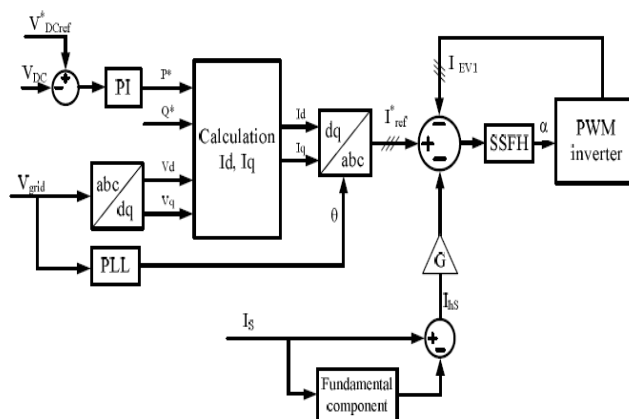 V*DCref
VDC
+
−
PI
P*
Q*
Calculation
Id, Iq
Id
Iq
dq
abc
I*ref
+
−
−
I EV1
SSFH
α
PWM
inverter
Vgrid
abc
dq
Vd
Vq
PLL
θ
G
IhS
IS
+
−
Fundamental
component